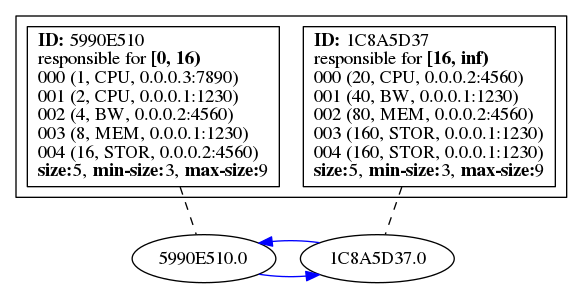 ID: 5990E510
responsible for [0, 16)
000 (1, CPU, 0.0.0.3:7890)
001 (2, CPU, 0.0.0.1:1230)
002 (4, BW, 0.0.0.2:4560)
003 (8, MEM, 0.0.0.1:1230)
004 (16, STOR, 0.0.0.2:4560)
size:5, min-size:3, max-size:9
ID: 1C8A5D37
responsible for [16, inf)
000 (20, CPU, 0.0.0.2:4560)
001 (40, BW, 0.0.0.1:1230)
002 (80, MEM, 0.0.0.2:4560)
003 (160, STOR, 0.0.0.1:1230)
004 (160, STOR, 0.0.0.1:1230)
size:5, min-size:3, max-size:9
5990E510.0
1C8A5D37.0